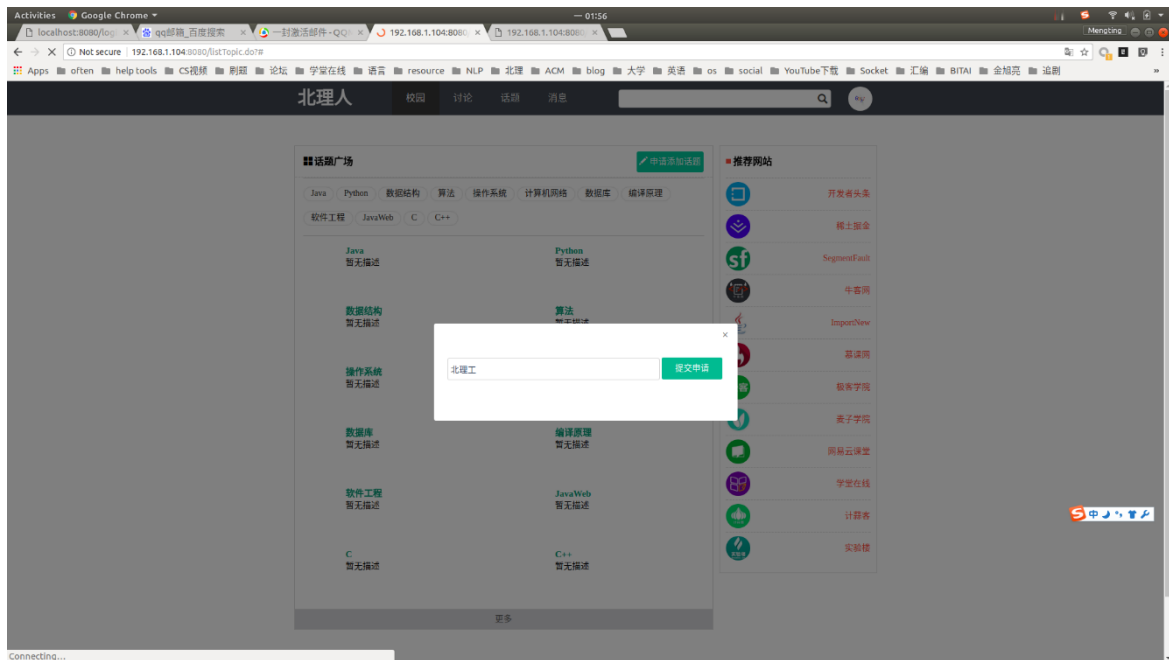 Activities Google Chrome 01:56
localhost:8080/logi qq邮箱_百度搜索 一封激活邮件-QQ 192.168.1.104:8080/ 192.168.1.104:8080/ Mengting
Not secure 192.168.1.104:8080/listTopic.do?#
Apps often help tools CS视频 刷题 论坛 学堂在线 语言 resource NLP 北理 ACM blog 大学 英语 os social YouTube下载 Socket 汇编 BITAI 金旭亮 追剧
北理人 校园 讨论 话题 消息
话题广场 申请添加话题 推荐网站
Java Python 数据结构 算法 操作系统 计算机网络 数据库 编译原理
软件工程 JavaWeb C C++
Java Python
暂无描述 暂无描述
数据结构 算法
暂无描述 暂无描述
操作系统
暂无描述
数据库 编译原理
暂无描述 暂无描述
软件工程 JavaWeb
暂无描述 暂无描述
C C++
暂无描述 暂无描述
更多
×
北理工 提交申请
开发者头条
稀土掘金
sf SegmentFault
牛客网
ImportNew
慕课网
极客学院
麦子学院
网易云课堂
学堂在线
计蒜客
实验楼
中
Connecting...